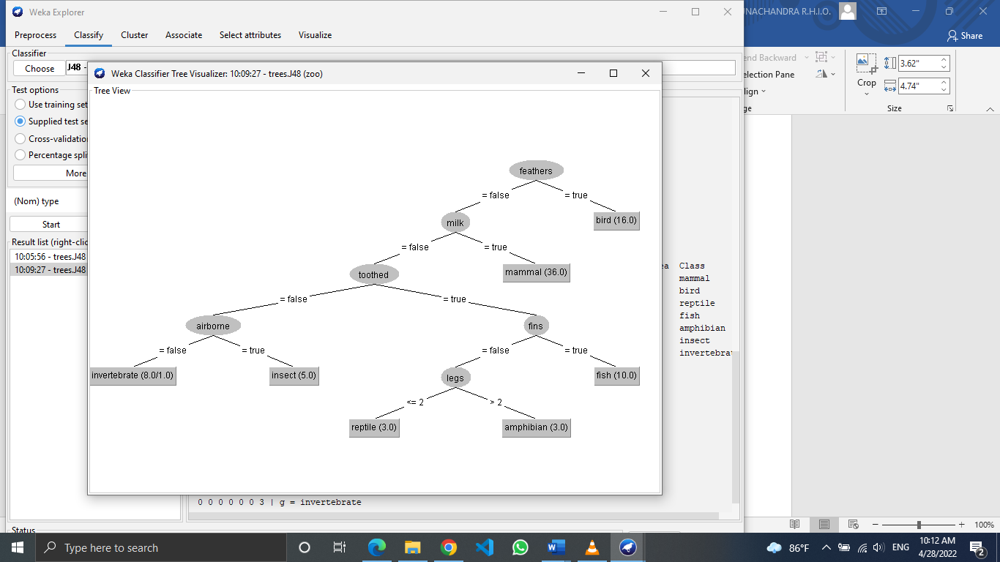 Weka Explorer
UNACHANDRA R.H.I.O.
Preprocess Classify Cluster Associate Select attributes Visualize
Share
Classifier
Choose J48 -
end Backward
election Pane
lign
Crop
3.62"
4.74"
ge
Size
Weka Classifier Tree Visualizer: 10:09:27 - trees.J48 (zoo)
Tree View
Test options
Use training set
Supplied test se
Cross-validation
Percentage spli
More
(Nom) type
Start
Result list (right-clic
10:05:56 - trees.J48
10:09:27 - trees.J48
feathers
= false = true
milk bird (16.0)
= false = true
toothed mammal (36.0)
= false = true
airborne fins
= false = true = false = true
invertebrate (8.0/1.0) insect (5.0) legs fish (10.0)
<= 2 > 2
reptile (3.0) amphibian (3.0)
ea Class
mammal
bird
reptile
fish
amphibian
insect
invertebra
0 0 0 0 0 0 3 | g = invertebrate
Status
100%
Type here to search
86°F
ENG
10:12 AM
4/28/2022
2